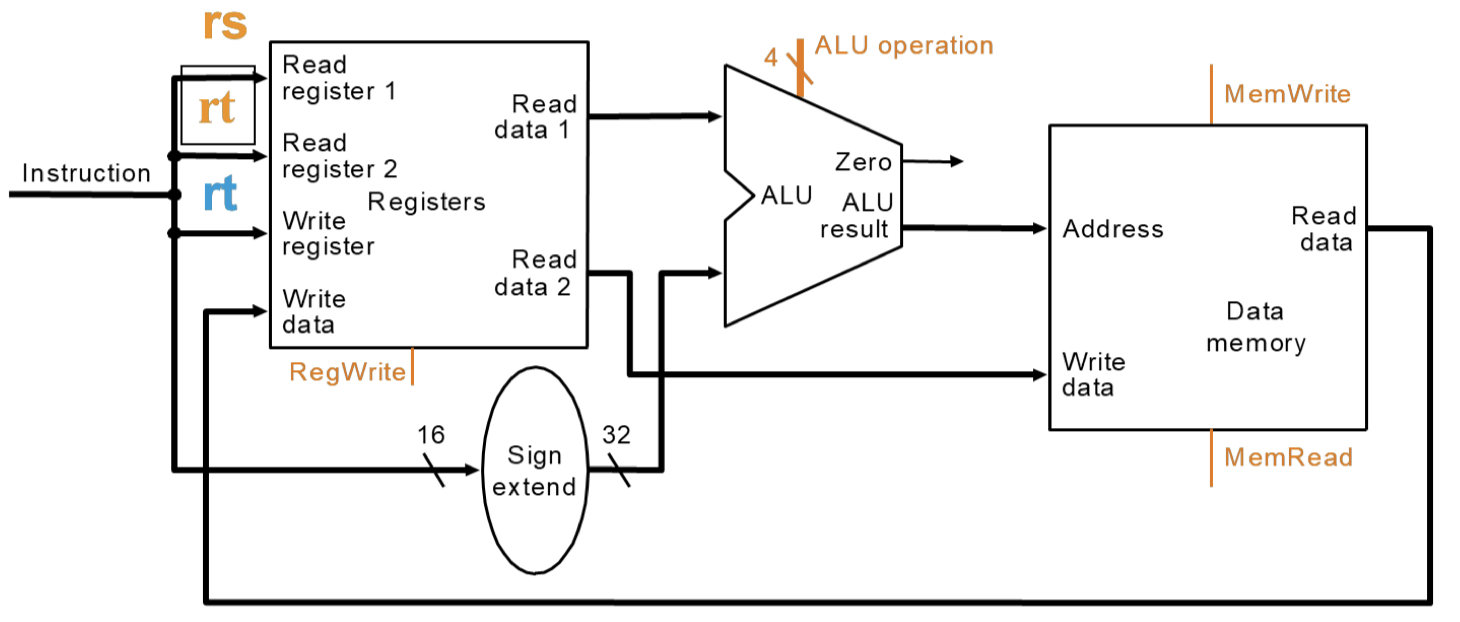 rs
Read
register 1
rt
Read
register 2
Instruction
rt
Registers
Write
register
Write
data
Read
data 1
Read
data 2
RegWrite
16
Sign
extend
32
4
ALU operation
Zero
ALU
ALU
result
MemWrite
Address
Read
data
Data
memory
Write
data
MemRead